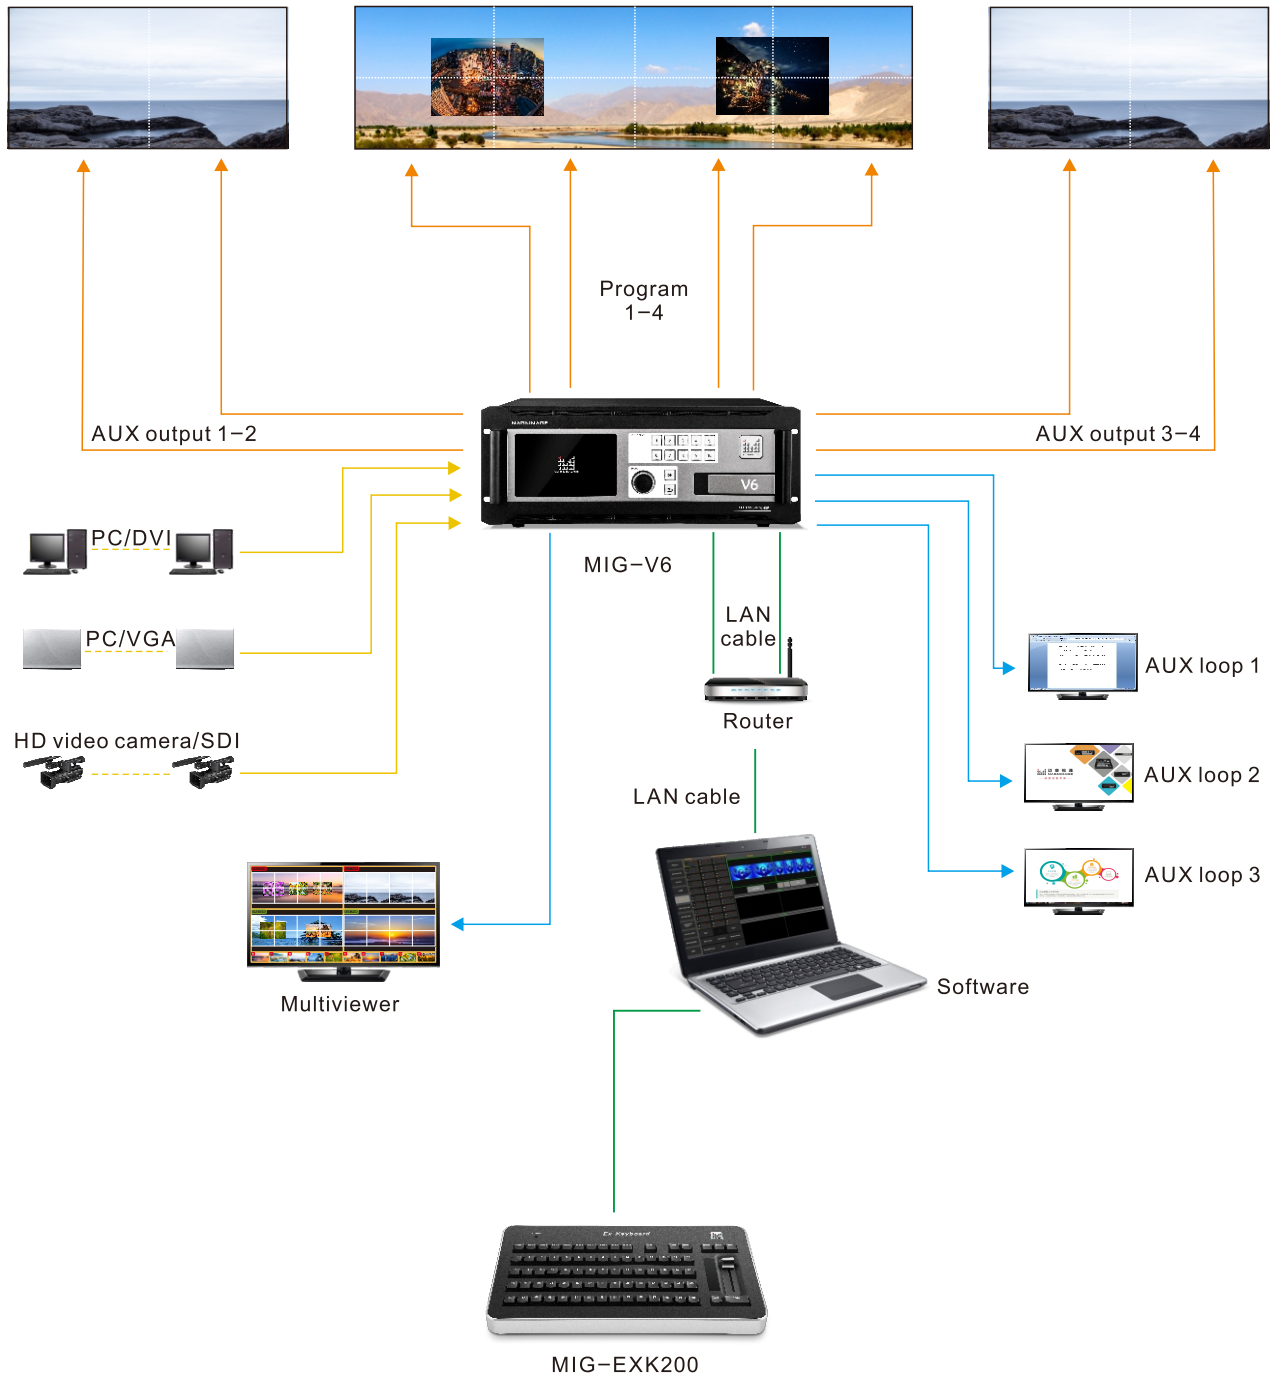 Program
1–4
AUX output 1–2
AUX output 3–4
V6
PC/DVI
MIG–V6
LAN
cable
PC/VGA
AUX loop 1
Router
HD video camera/SDI
AUX loop 2
LAN cable
AUX loop 3
Software
Multiviewer
Ex Keyboard
MIG–EXK200